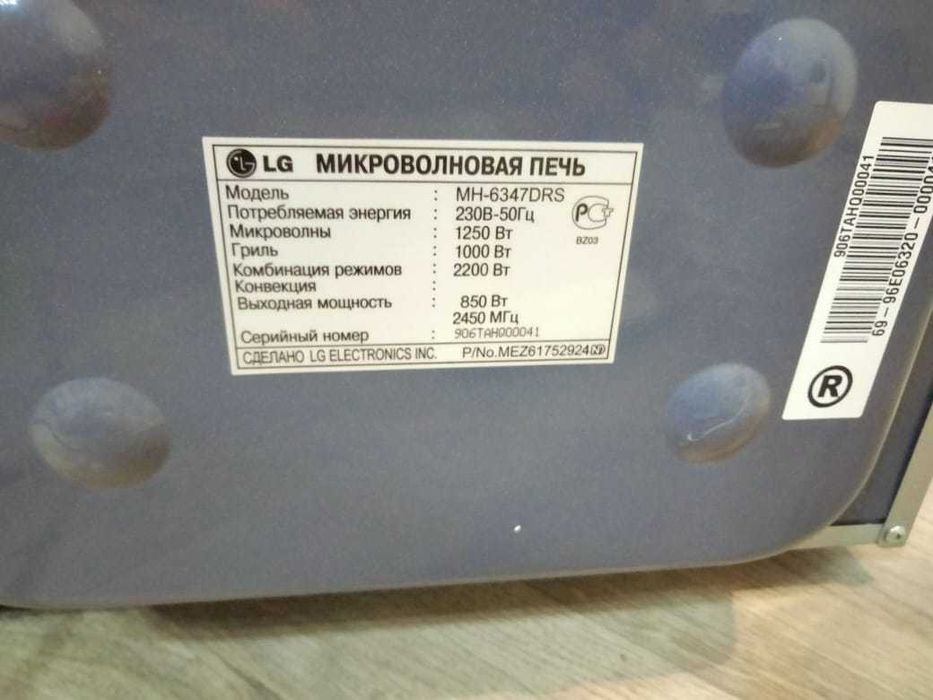 LG МИКРОВОЛНОВАЯ ПЕЧЬ
Модель : MH-6347DRS
Потребляемая энергия : 230В-50Гц
Микроволны : 1250 Вт
Гриль : 1000 Вт
Комбинация режимов : 2200 Вт
Конвекция :
Выходная мощность : 850 Вт
2450 МГц
Серийный номер : 906TAHQ00041
СДЕЛАНО LG ELECTRONICS INC. P/No.MEZ61752924
РС
BZ03
906TAHQ00041
69-96E06320-
®